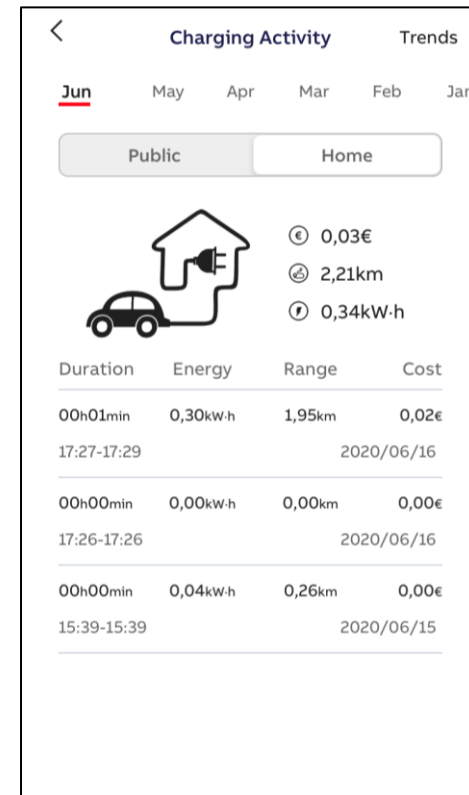 Charging Activity Trends
Jun May Apr Mar Feb Jan
Public Home
€ 0,03€
2,21km
0,34kW·h
Duration Energy Range Cost
00h01min 0,30kW·h 1,95km 0,02€
17:27-17:29 2020/06/16
00h00min 0,00kW·h 0,00km 0,00€
17:26-17:26 2020/06/16
00h00min 0,04kW·h 0,26km 0,00€
15:39-15:39 2020/06/15